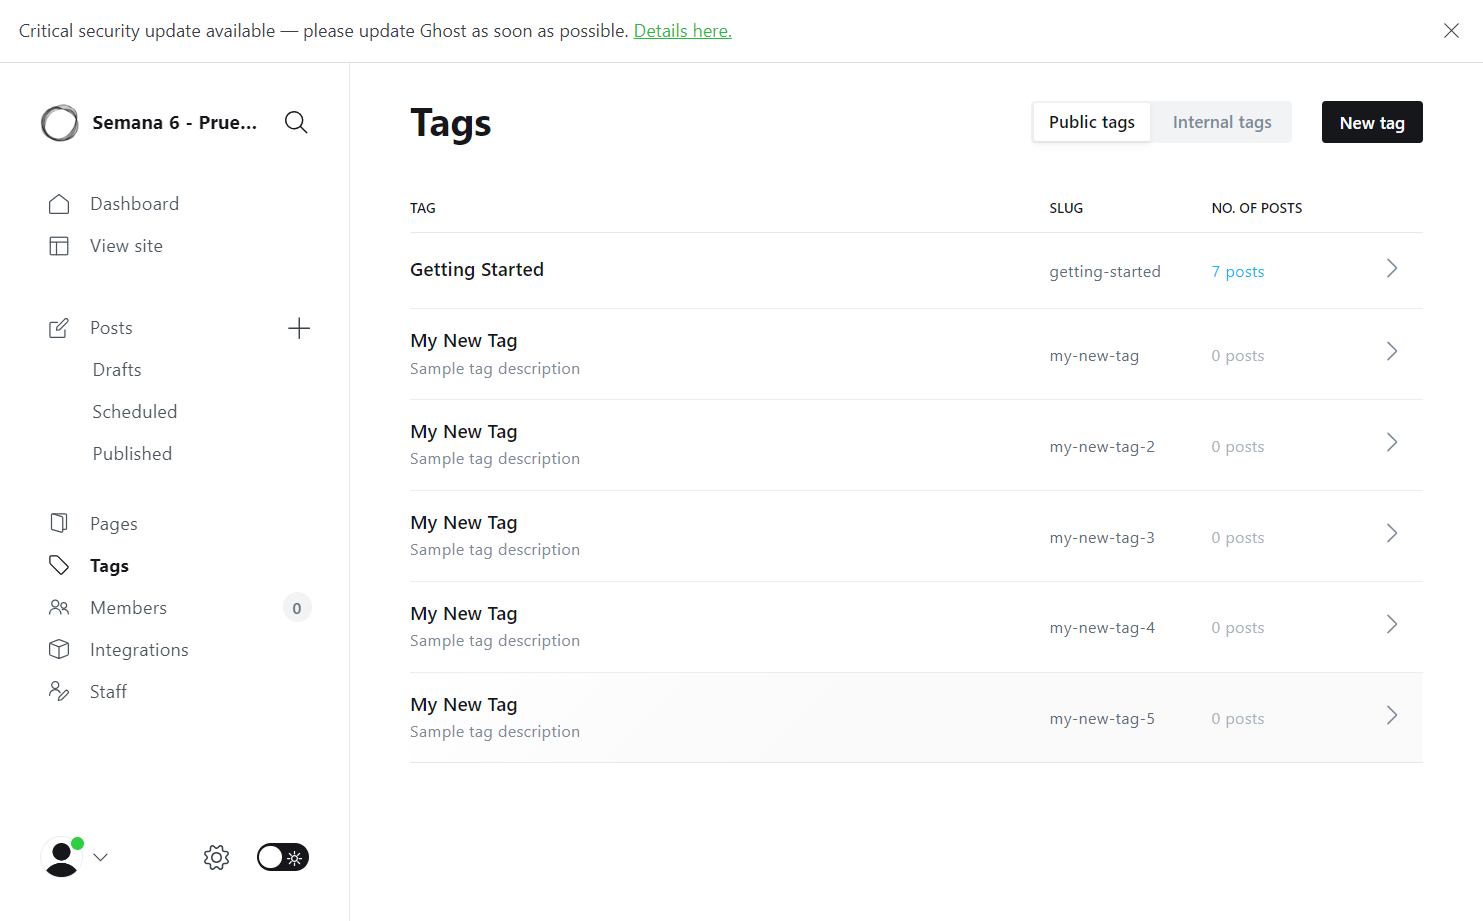 Critical security update available — please update Ghost as soon as possible. Details here.
Semana 6 - Prue...
Dashboard
View site
Posts
Drafts
Scheduled
Published
Pages
Tags
Members 0
Integrations
Staff
Tags
Public tags Internal tags New tag
TAG SLUG NO. OF POSTS
Getting Started getting-started 7 posts
My New Tag
Sample tag description my-new-tag 0 posts
My New Tag
Sample tag description my-new-tag-2 0 posts
My New Tag
Sample tag description my-new-tag-3 0 posts
My New Tag
Sample tag description my-new-tag-4 0 posts
My New Tag
Sample tag description my-new-tag-5 0 posts